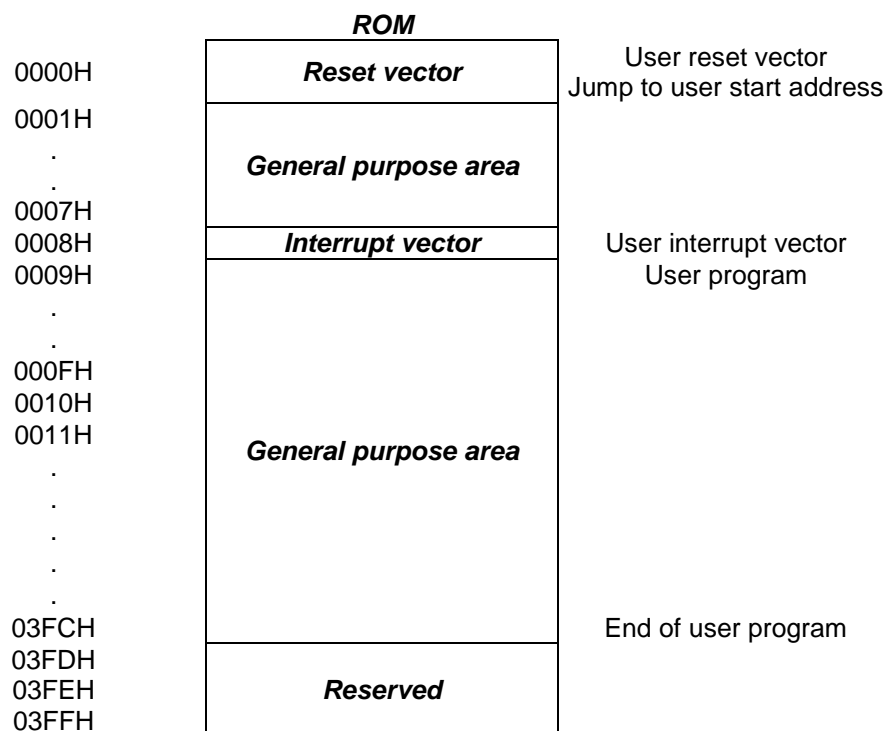 ROM
0000H Reset vector User reset vector
Jump to user start address
0001H
.
.
General purpose area
0007H
0008H Interrupt vector User interrupt vector
0009H User program
.
.
000FH
0010H
0011H
General purpose area
.
.
.
.
.
03FCH End of user program
03FDH
03FEH Reserved
03FFH